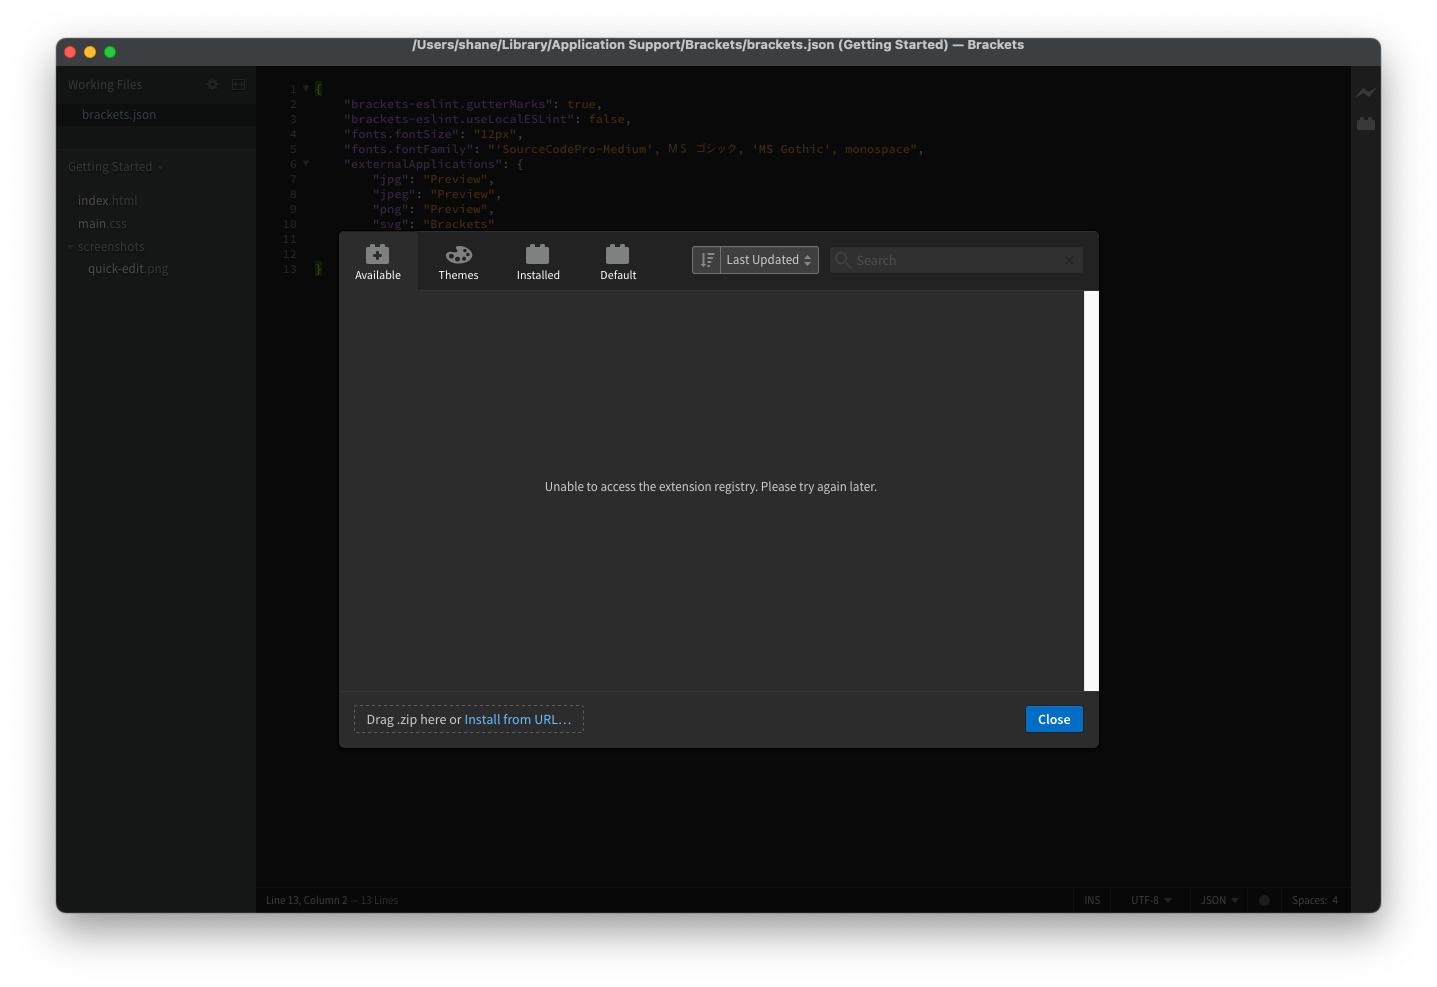 /Users/shane/Library/Application Support/Brackets/brackets.json (Getting Started) — Brackets
Working Files
brackets.json
Getting Started
index.html
main.css
screenshots
quick-edit.png
1 {
2 "brackets-eslint.gutterMarks": true,
3 "brackets-eslint.useLocalESLint": false,
4 "fonts.fontSize": "12px",
5 "fonts.fontFamily": "'SourceCodePro-Medium', ＭＳ ゴシック, 'MS Gothic', monospace",
6 "externalApplications": {
7 "jpg": "Preview",
8 "jpeg": "Preview",
9 "png": "Preview",
10 "svg": "Brackets"
11
12
13 }
Available
Themes
Installed
Default
Last Updated
Search
Unable to access the extension registry. Please try again later.
Drag .zip here or Install from URL...
Close
Line 13, Column 2 — 13 Lines
INS
UTF-8
JSON
Spaces: 4